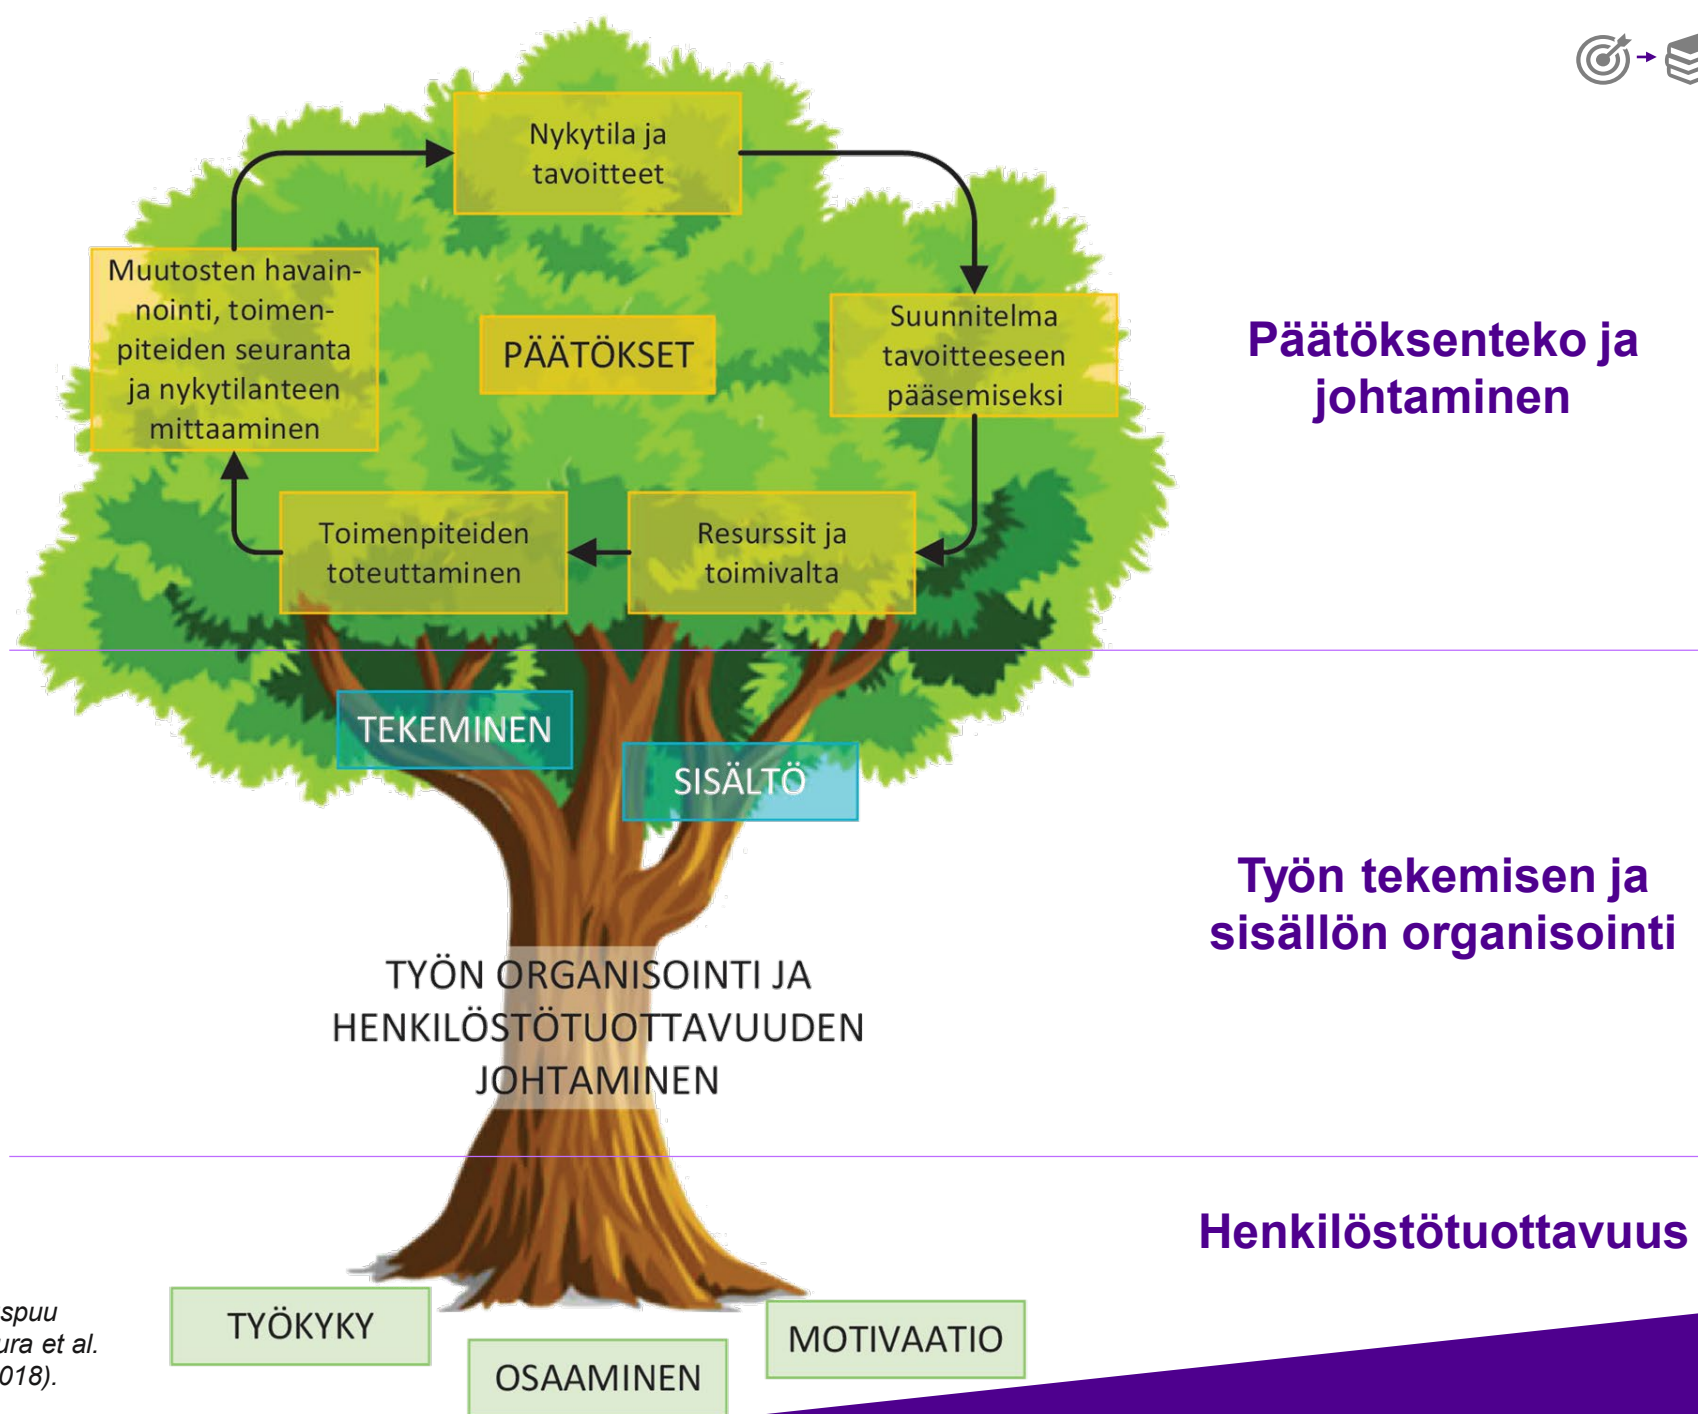 Nykytila ja
tavoitteet
Muutosten havain-
nointi, toimen-
piteiden seuranta
ja nykytilanteen
mittaaminen
PÄÄTÖKSET
Suunnitelma
tavoitteeseen
pääsemiseksi
Toimenpiteiden
toteuttaminen
Resurssit ja
toimivalta
Päätöksenteko ja
johtaminen
TEKEMINEN
SISÄLTÖ
Työn tekemisen ja
sisällön organisointi
TYÖN ORGANISOINTI JA
HENKILÖSTÖTUOTTAVUUDEN
JOHTAMINEN
Henkilöstötuottavuus
TYÖKYKY
OSAAMINEN
MOTIVAATIO
spuu
ura et al.
018).